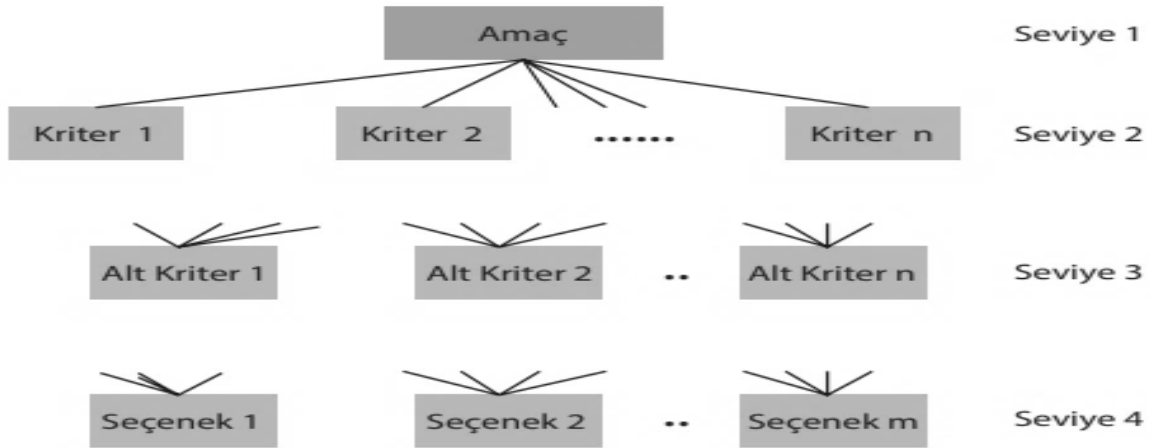 Amaç Seviye 1
Kriter 1 Kriter 2 ...... Kriter n Seviye 2
Alt Kriter 1 Alt Kriter 2 .. Alt Kriter n Seviye 3
Seçenek 1 Seçenek 2 .. Seçenek m Seviye 4